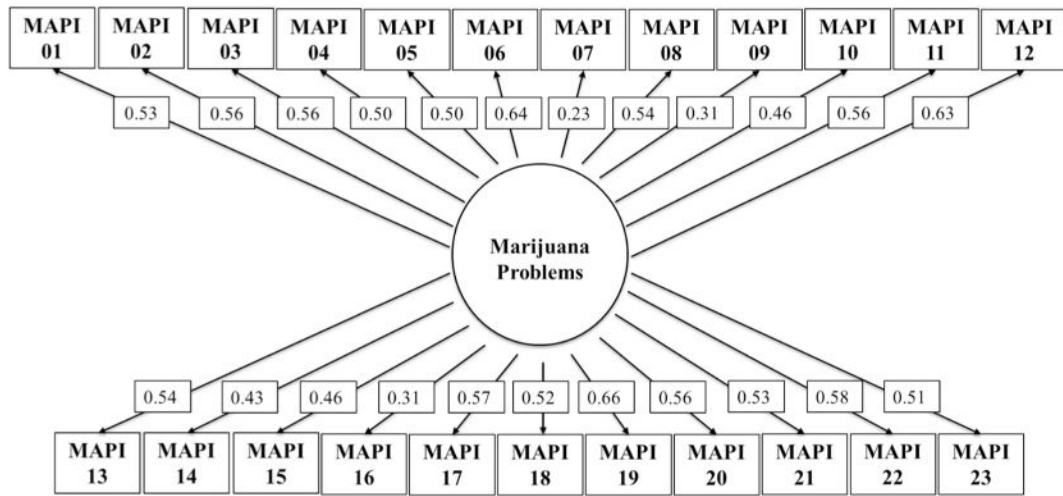 MAPI MAPI MAPI MAPI MAPI MAPI MAPI MAPI MAPI MAPI MAPI MAPI
01 02 03 04 05 06 07 08 09 10 11 12
0.53 0.56 0.56 0.50 0.50 0.64 0.23 0.54 0.31 0.46 0.56 0.63
Marijuana
Problems
0.54 0.43 0.46 0.31 0.57 0.52 0.66 0.56 0.53 0.58 0.51
MAPI MAPI MAPI MAPI MAPI MAPI MAPI MAPI MAPI MAPI MAPI
13 14 15 16 17 18 19 20 21 22 23